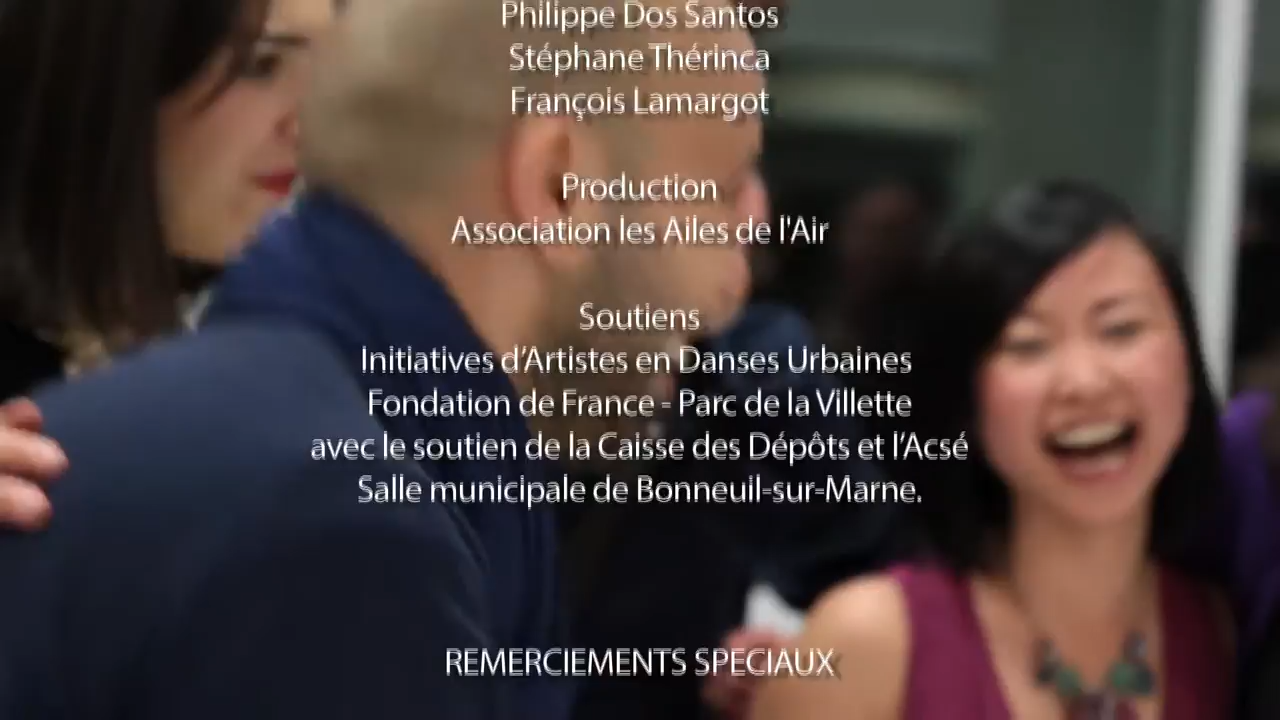 Philippe Dos Santos
Stéphane Thérinca
François Lamargot
Production
Association les Ailes de l'Air
Soutiens
Initiatives d’Artistes en Danses Urbaines
Fondation de France - Parc de la Villette
avec le soutien de la Caisse des Dépôts et l’Acsé
Salle municipale de Bonneuil-sur-Marne.
REMERCIEMENTS SPECIAUX